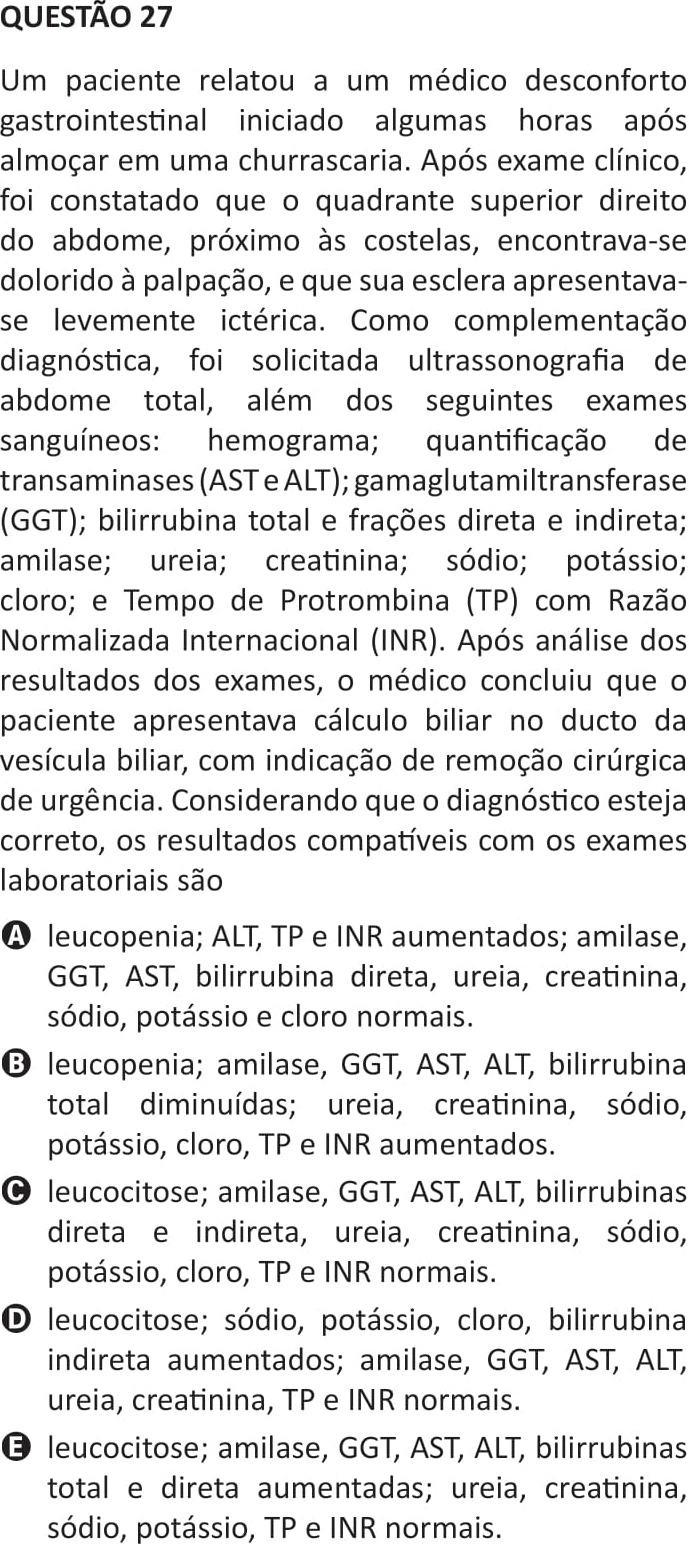 QUESTÃO 27
Um paciente relatou a um médico desconforto
gastrointestinal iniciado algumas horas após
almoçar em uma churrascaria. Após exame clínico,
foi constatado que o quadrante superior direito
do abdome, próximo às costelas, encontrava-se
dolorido à palpação, e que sua esclera apresentava-
se levemente ictérica. Como complementação
diagnóstica, foi solicitada ultrassonografia de
abdome total, além dos seguintes exames
sanguíneos: hemograma; quantificação de
transaminases (AST e ALT); gamaglutamiltransferase
(GGT); bilirrubina total e frações direta e indireta;
amilase; ureia; creatinina; sódio; potássio;
cloro; e Tempo de Protrombina (TP) com Razão
Normalizada Internacional (INR). Após análise dos
resultados dos exames, o médico concluiu que o
paciente apresentava cálculo biliar no ducto da
vesícula biliar, com indicação de remoção cirúrgica
de urgência. Considerando que o diagnóstico esteja
correto, os resultados compatíveis com os exames
laboratoriais são
A leucopenia; ALT, TP e INR aumentados; amilase,
GGT, AST, bilirrubina direta, ureia, creatinina,
sódio, potássio e cloro normais.
B leucopenia; amilase, GGT, AST, ALT, bilirrubina
total diminuídas; ureia, creatinina, sódio,
potássio, cloro, TP e INR aumentados.
C leucocitose; amilase, GGT, AST, ALT, bilirrubinas
direta e indireta, ureia, creatinina, sódio,
potássio, cloro, TP e INR normais.
D leucocitose; sódio, potássio, cloro, bilirrubina
indireta aumentados; amilase, GGT, AST, ALT,
ureia, creatinina, TP e INR normais.
E leucocitose; amilase, GGT, AST, ALT, bilirrubinas
total e direta aumentadas; ureia, creatinina,
sódio, potássio, TP e INR normais.